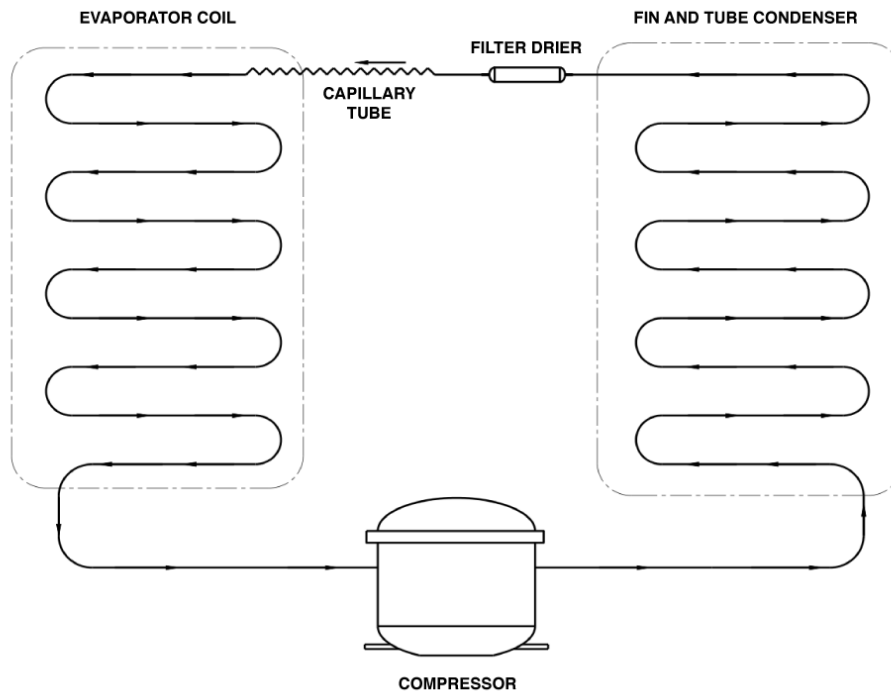 EVAPORATOR COIL
FIN AND TUBE CONDENSER
FILTER DRIER
CAPILLARY
TUBE
COMPRESSOR